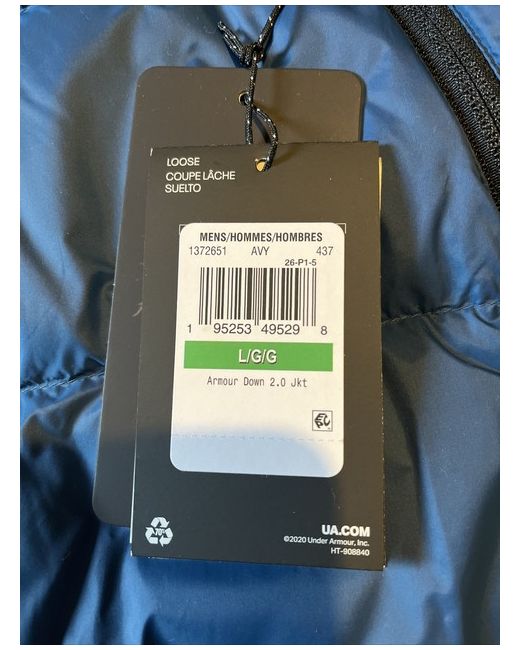 LOOSE
COUPE LÂCHE
SUELTO
MENS/HOMMES/HOMBRES
1372651 AVY 437
26-P1-5
1 95253 49529 8
L/G/G
Armour Down 2.0 Jkt
70%
UA.COM
©2020 Under Armour, Inc.
HT-908840